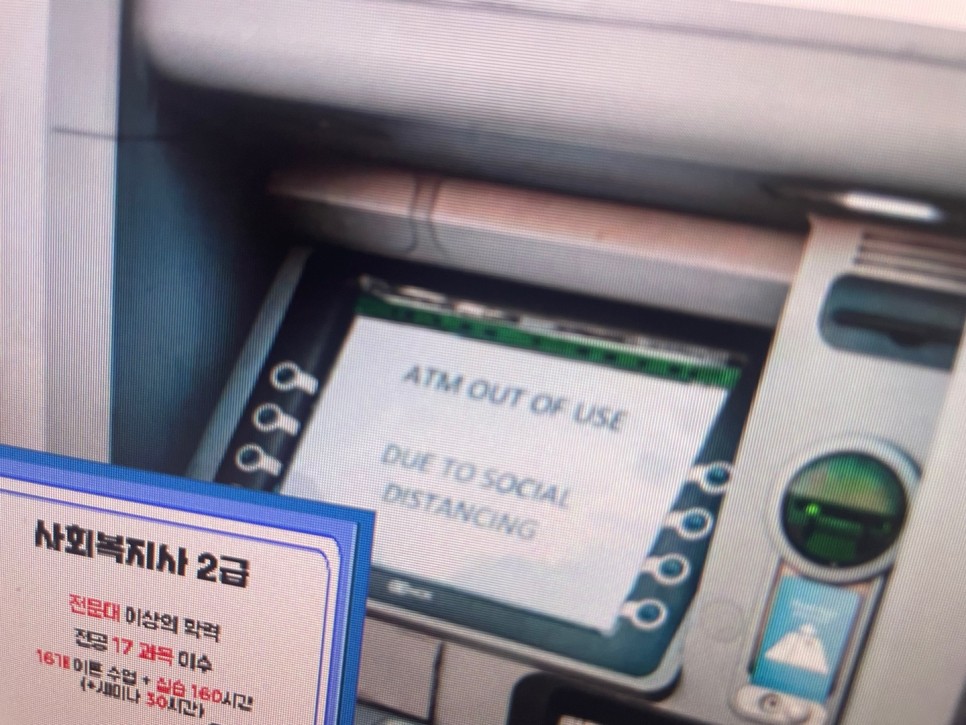 ATM OUT OF USE
DUE TO SOCIAL
DISTANCING
사회복지사 2급
전문대 이상의 학력
전공 17 과목 이수
16개 이론 수업 + 실습 160시간
(+세미나 30시간)